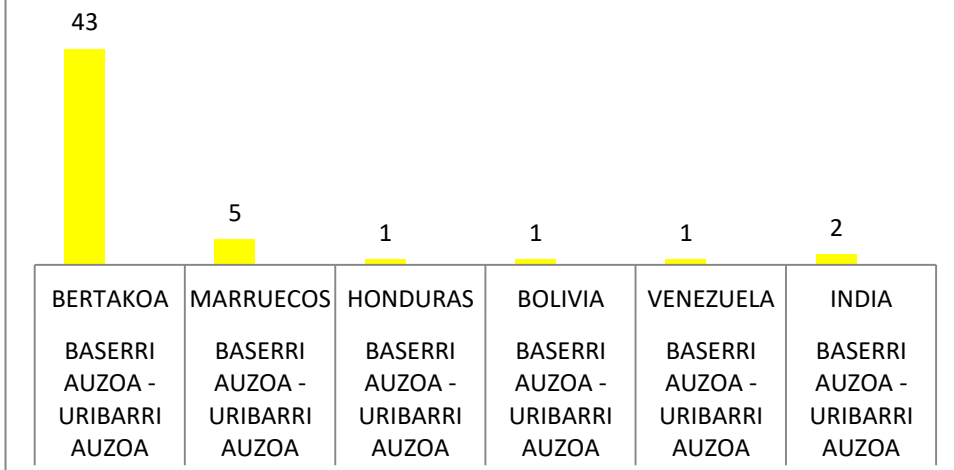 43
5
1
1
1
2
BERTAKOA MARRUECOS HONDURAS BOLIVIA VENEZUELA INDIA
BASERRI BASERRI BASERRI BASERRI BASERRI BASERRI
AUZOA - AUZOA - AUZOA - AUZOA - AUZOA - AUZOA -
URIBARRI URIBARRI URIBARRI URIBARRI URIBARRI URIBARRI
AUZOA AUZOA AUZOA AUZOA AUZOA AUZOA